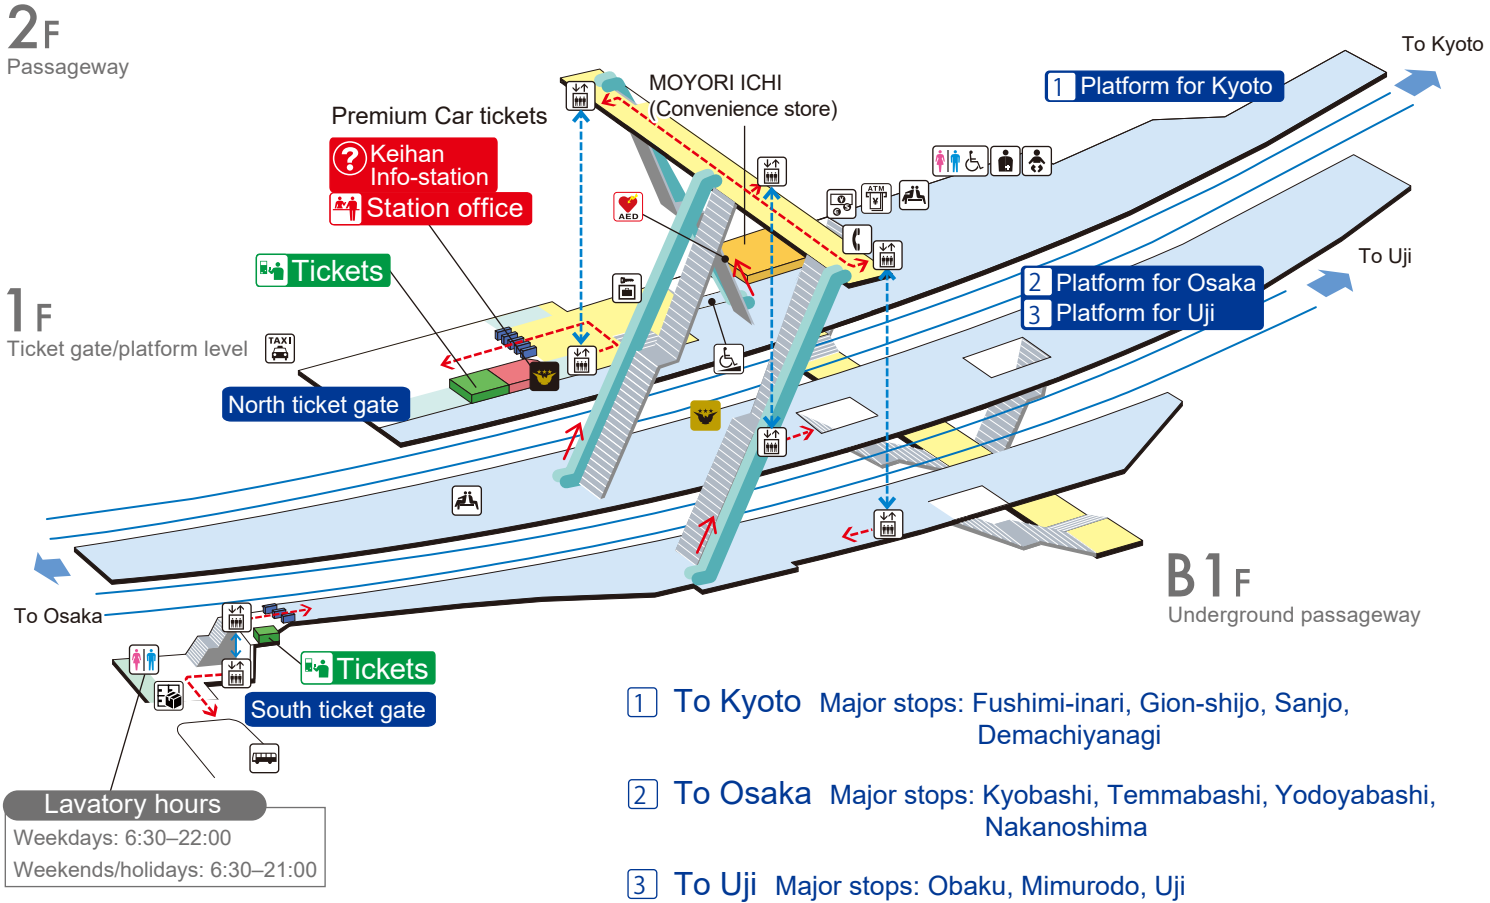 2F
Passageway
To Kyoto
1 Platform for Kyoto
MOYORI ICHI
(Convenience store)
Premium Car tickets
? Keihan
Info-station
Station office
ATM
¥
AED
Tickets
To Uji
2 Platform for Osaka
3 Platform for Uji
1F
Ticket gate/platform level
TAXI
North ticket gate
B1F
Underground passageway
To Osaka
Tickets
South ticket gate
Lavatory hours
Weekdays: 6:30–22:00
Weekends/holidays: 6:30–21:00
1 To Kyoto Major stops: Fushimi-inari, Gion-shijo, Sanjo,
Demachiyanagi
2 To Osaka Major stops: Kyobashi, Temmabashi, Yodoyabashi,
Nakanoshima
3 To Uji Major stops: Obaku, Mimurodo, Uji